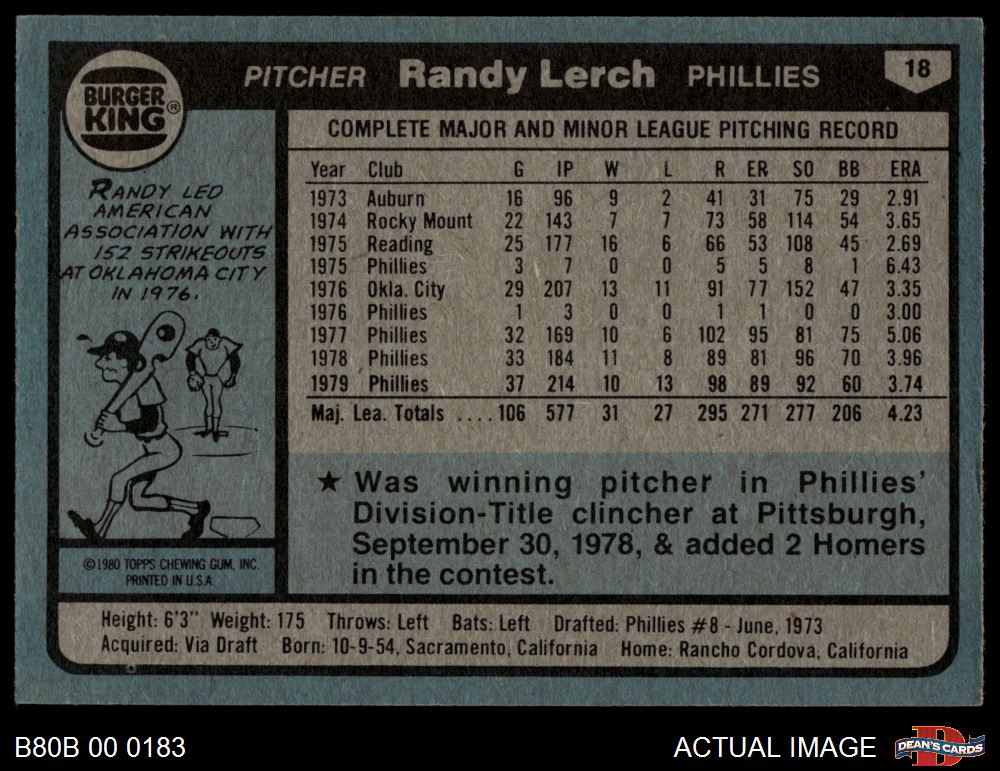 BURGER KING®
PITCHER Randy Lerch PHILLIES 18
RANDY LED
AMERICAN
ASSOCIATION WITH
152 STRIKEOUTS
AT OKLAHOMA CITY
IN 1976.
COMPLETE MAJOR AND MINOR LEAGUE PITCHING RECORD
Year Club G IP W L R ER SO BB ERA
1973 Auburn 16 96 9 2 41 31 75 29 2.91
1974 Rocky Mount 22 143 7 7 73 58 114 54 3.65
1975 Reading 25 177 16 6 66 53 108 45 2.69
1975 Phillies 3 7 0 0 5 5 8 1 6.43
1976 Okla. City 29 207 13 11 91 77 152 47 3.35
1976 Phillies 1 3 0 0 1 1 0 0 3.00
1977 Phillies 32 169 10 6 102 95 81 75 5.06
1978 Phillies 33 184 11 8 89 81 96 70 3.96
1979 Phillies 37 214 10 13 98 89 92 60 3.74
Maj. Lea. Totals .... 106 577 31 27 295 271 277 206 4.23
★ Was winning pitcher in Phillies'
Division-Title clincher at Pittsburgh,
September 30, 1978, & added 2 Homers
in the contest.
©1980 TOPPS CHEWING GUM, INC.
PRINTED IN U.S.A.
Height: 6'3" Weight: 175 Throws: Left Bats: Left Drafted: Phillies #8 - June, 1973
Acquired: Via Draft Born: 10-9-54, Sacramento, California Home: Rancho Cordova, California
B80B 00 0183 ACTUAL IMAGE DEAN'S CARDS